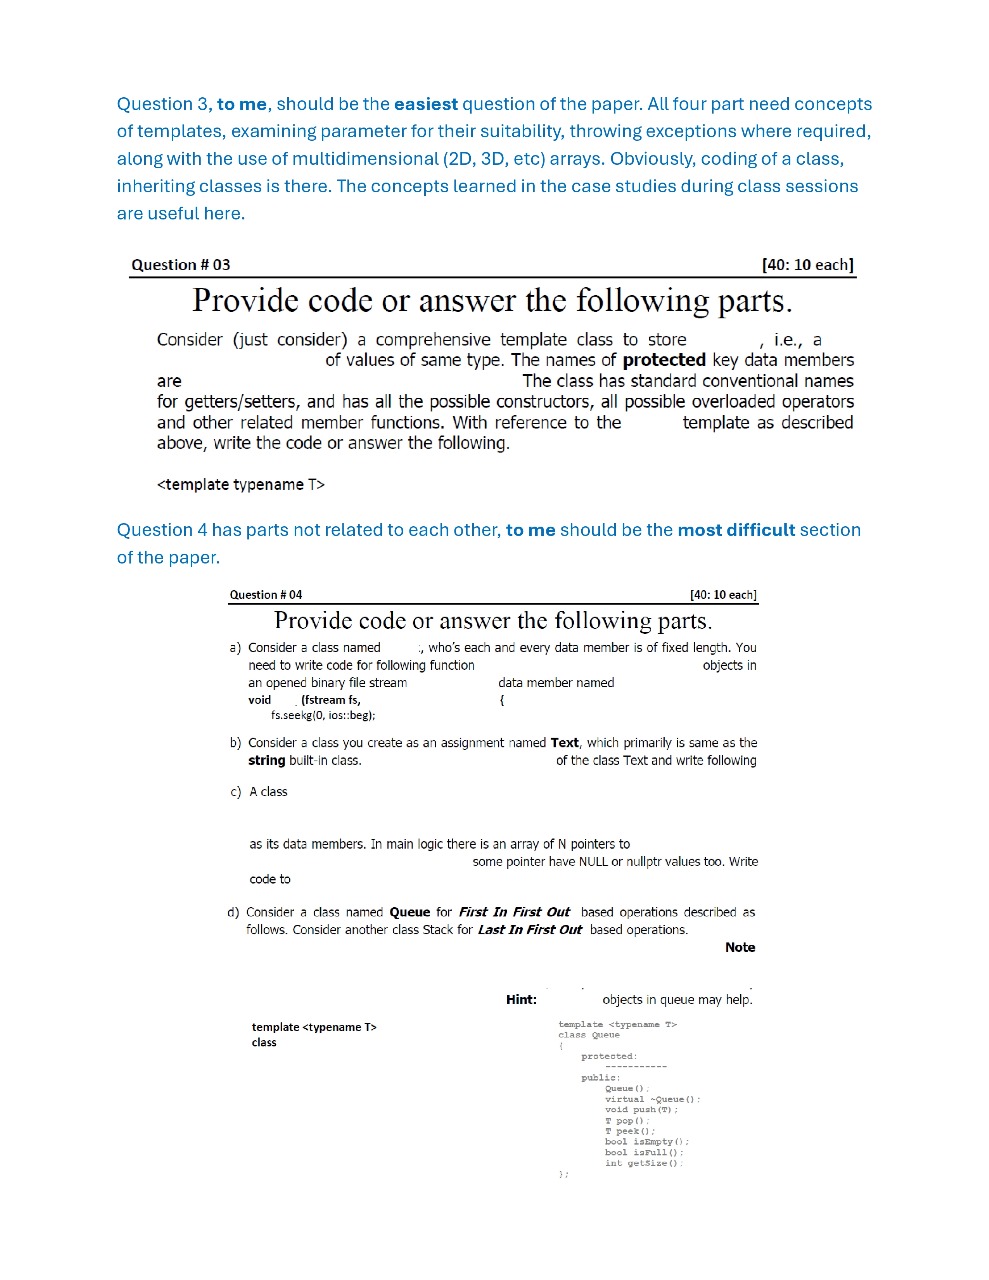 Question 3, to me, should be the easiest question of the paper. All four part need concepts
of templates, examining parameter for their suitability, throwing exceptions where required,
along with the use of multidimensional (2D, 3D, etc) arrays. Obviously, coding of a class,
inheriting classes is there. The concepts learned in the case studies during class sessions
are useful here.
Question # 03 [40: 10 each]
Provide code or answer the following parts.
Consider (just consider) a comprehensive template class to store , i.e., a
of values of same type. The names of protected key data members
are The class has standard conventional names
for getters/setters, and has all the possible constructors, all possible overloaded operators
and other related member functions. With reference to the template as described
above, write the code or answer the following.
<template typename T>
Question 4 has parts not related to each other, to me should be the most difficult section
of the paper.
Question # 04 [40: 10 each]
Provide code or answer the following parts.
a) Consider a class named , who's each and every data member is of fixed length. You
need to write code for following function objects in
an opened binary file stream data member named
void (fstream fs, {
fs.seekg(0, ios::beg);
b) Consider a class you create as an assignment named Text, which primarily is same as the
string built-in class. of the class Text and write following
c) A class
as its data members. In main logic there is an array of N pointers to
some pointer have NULL or nullptr values too. Write
code to
d) Consider a class named Queue for First In First Out based operations described as
follows. Consider another class Stack for Last In First Out based operations.
Note
Hint: objects in queue may help.
template <typename T>
class
template <typename T>
class Queue
{
protected:
-----------
public:
Queue();
virtual ~Queue();
void push(T);
T pop();
T peek();
bool isEmpty();
bool isFull();
int getSize();
};